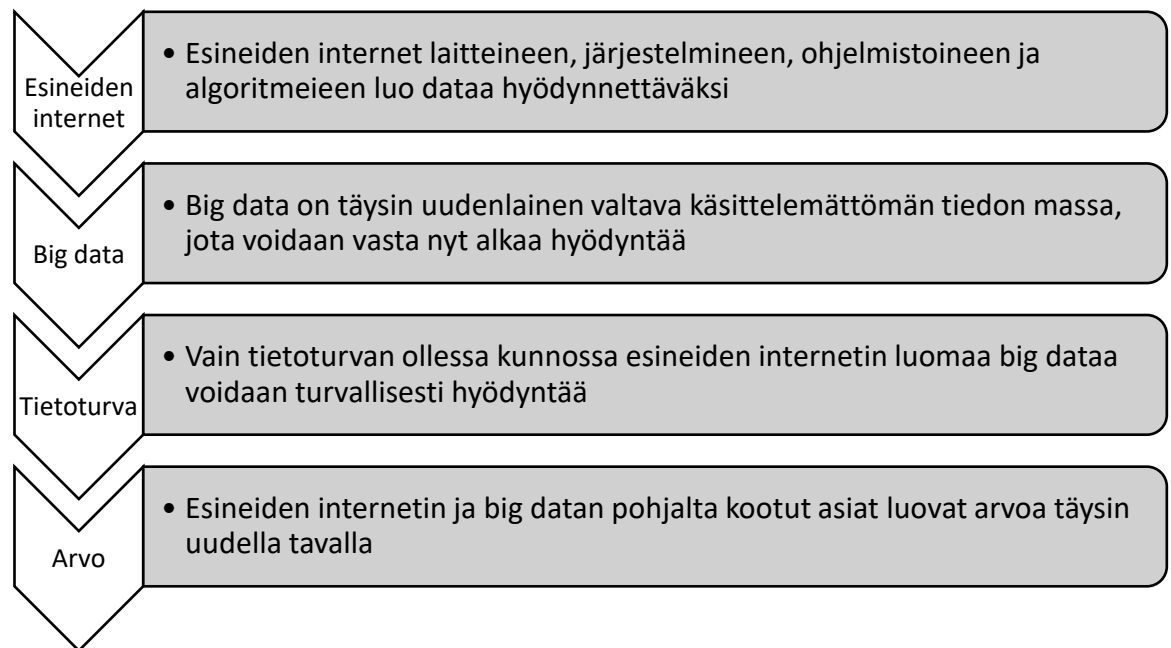 Esineiden
internet
• Esineiden internet laitteineen, järjestelmineen, ohjelmistoineen ja
algoritmeieen luo dataa hyödynnettäväksi
Big data
• Big data on täysin uudenlainen valtava käsittelemättömän tiedon massa,
jota voidaan vasta nyt alkaa hyödyntää
Tietoturva
• Vain tietoturvan ollessa kunnossa esineiden internetin luomaa big dataa
voidaan turvallisesti hyödyntää
Arvo
• Esineiden internetin ja big datan pohjalta kootut asiat luovat arvoa täysin
uudella tavalla